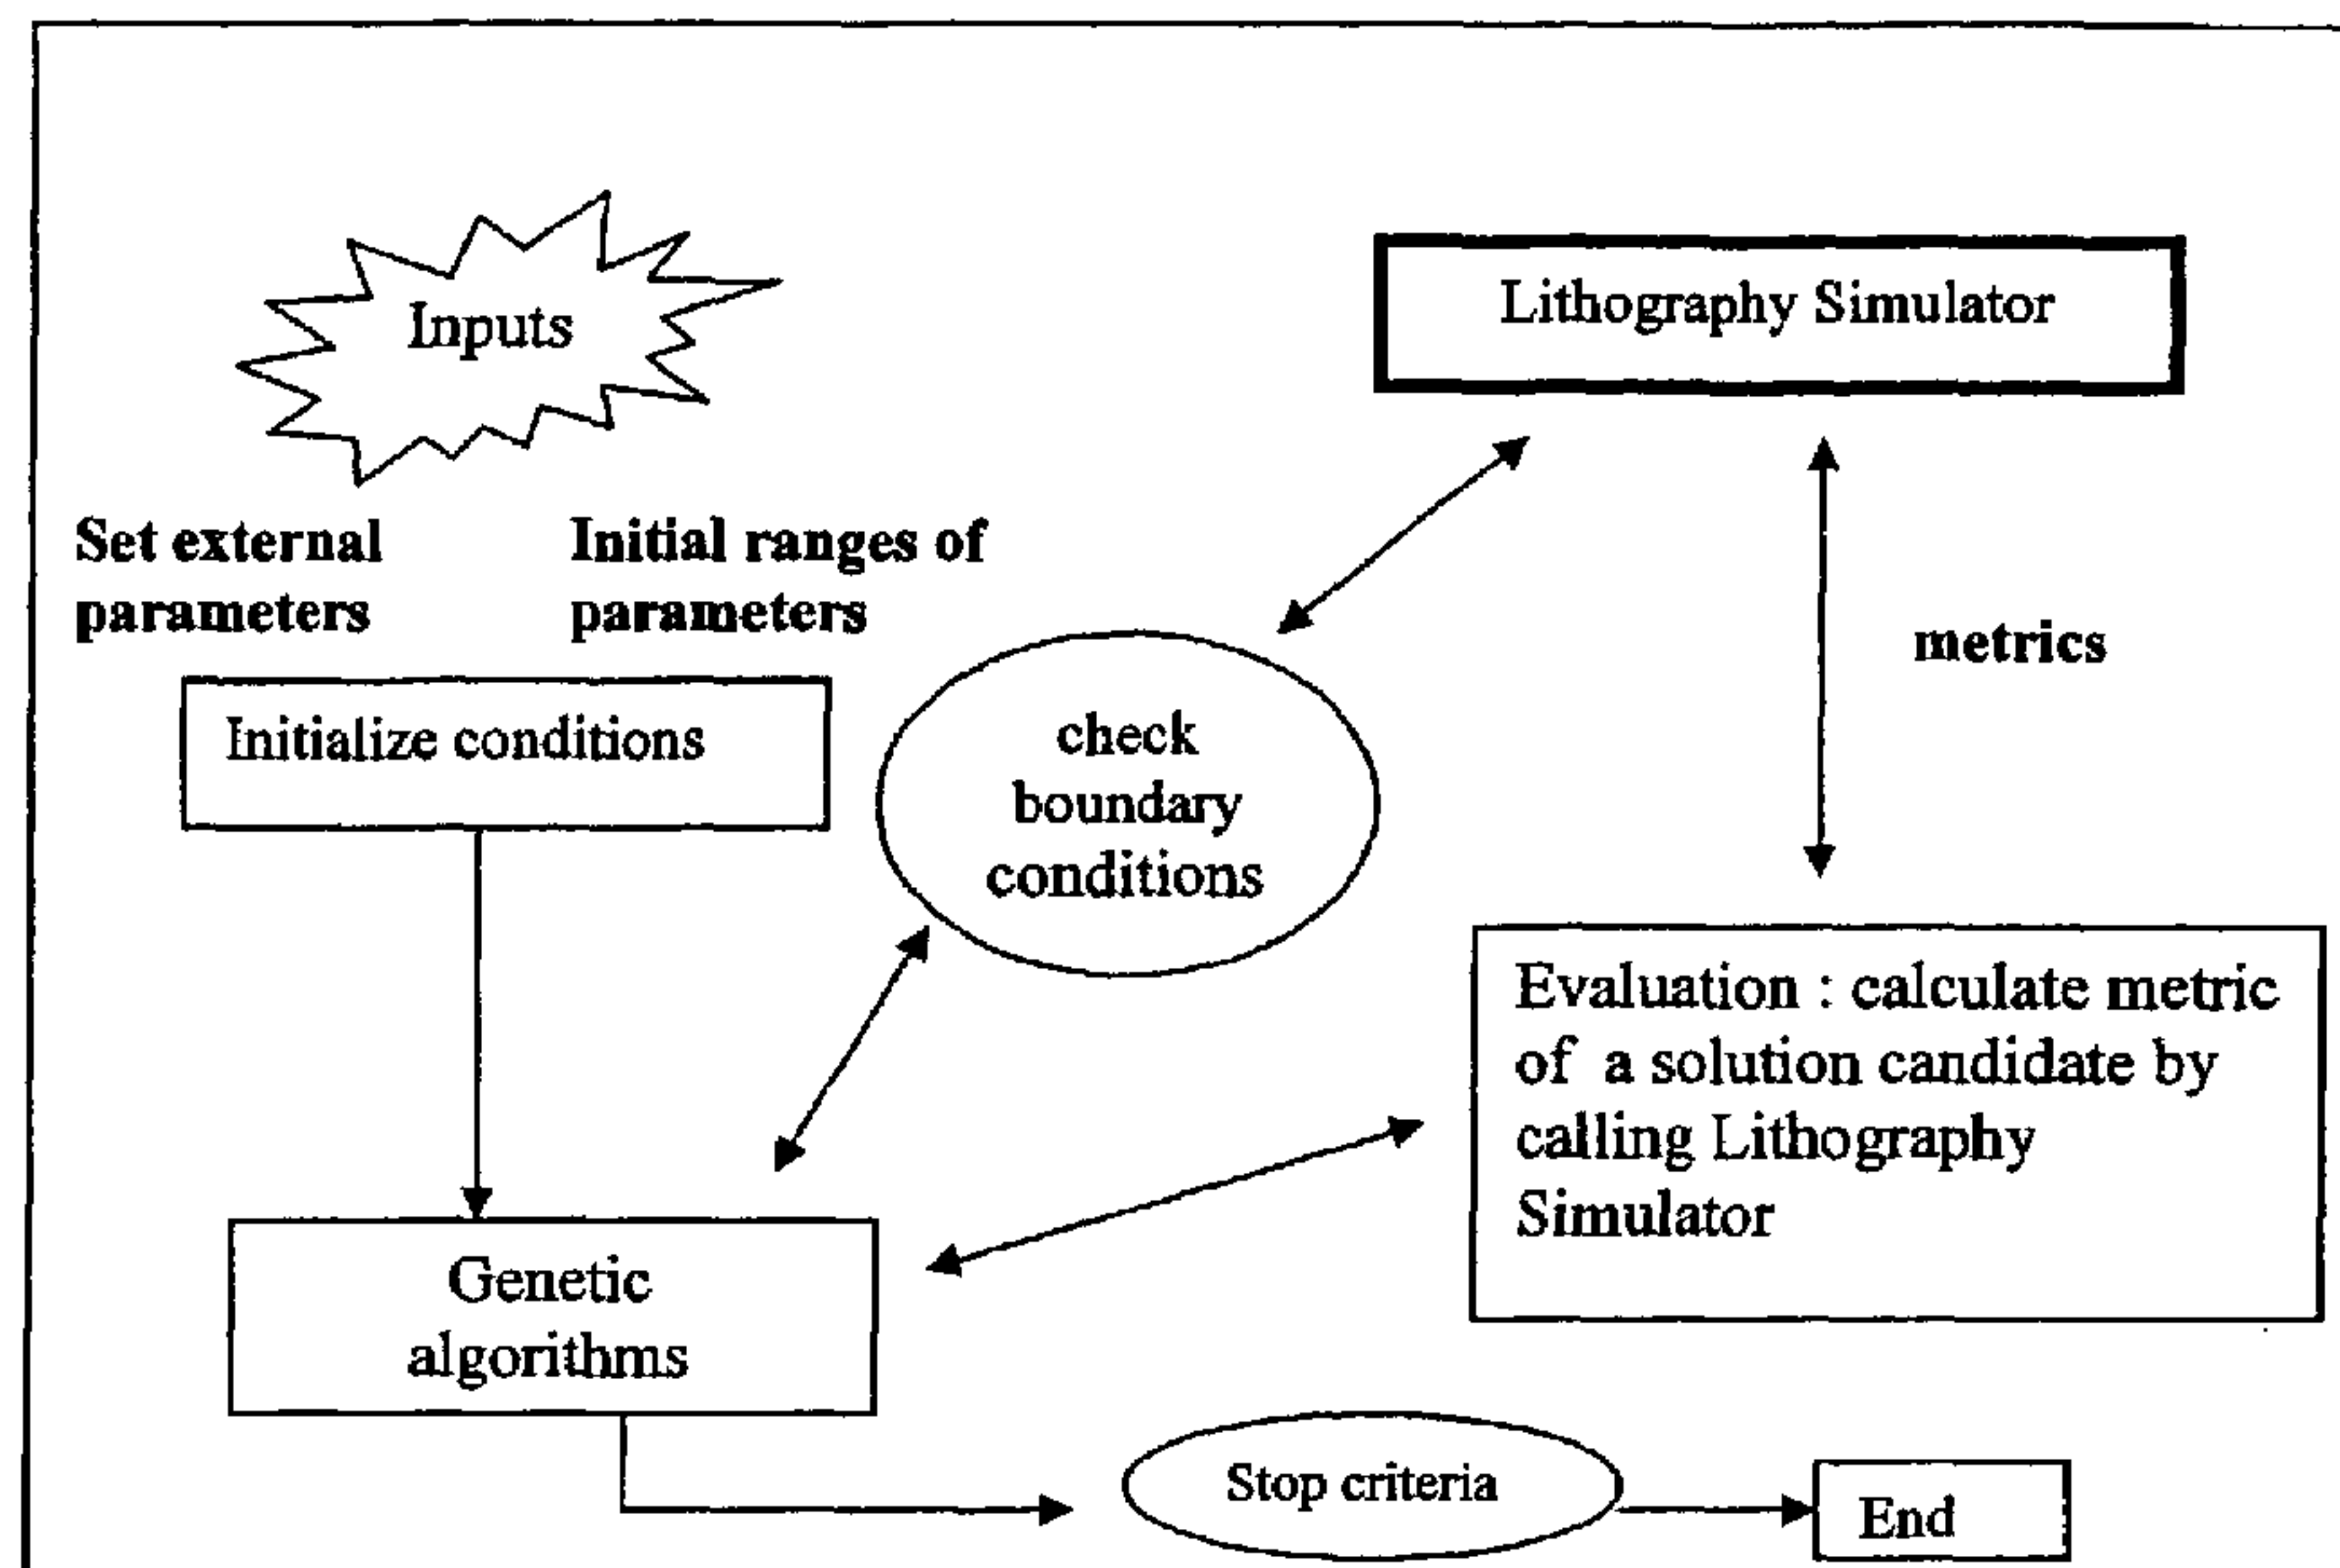 Inputs
Lithography Simulator
Set external
parameters
Initial ranges of
parameters
metrics
Initialize conditions
check
boundary
conditions
Evaluation : calculate metric
of a solution candidate by
calling Lithography
Simulator
Genetic
algorithms
Stop criteria
End